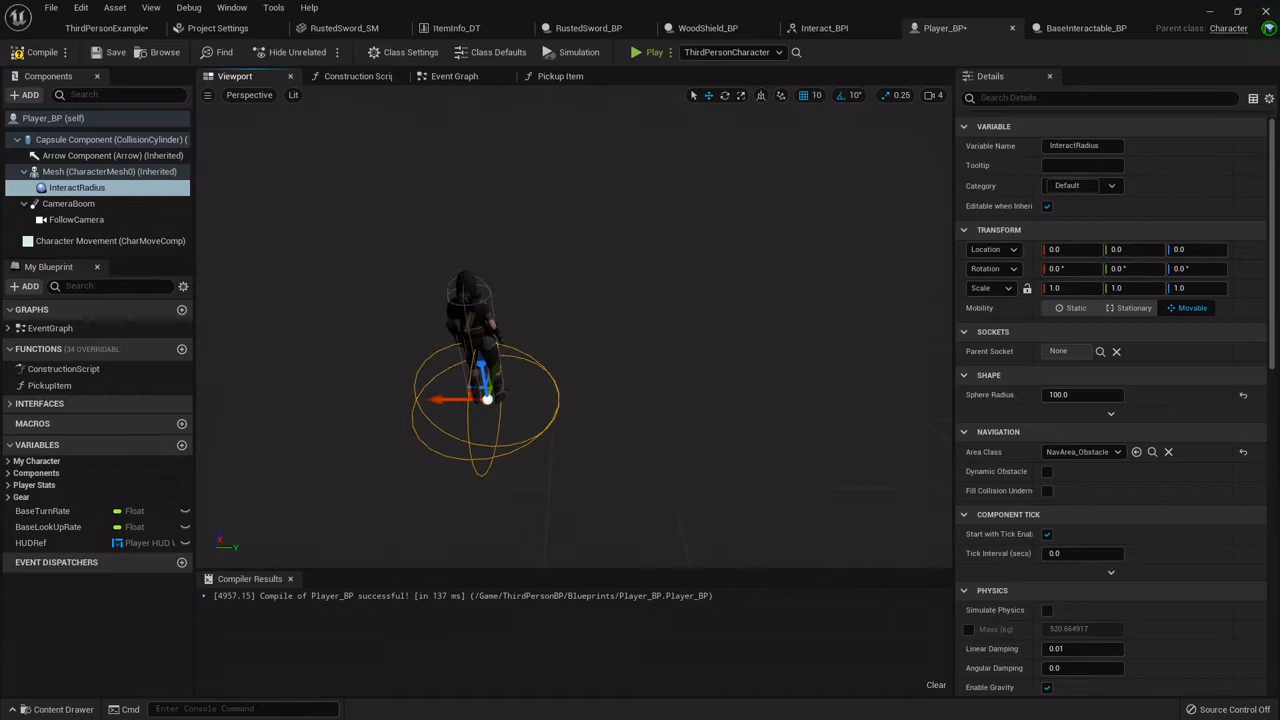 File Edit Asset View Debug Window Tools Help
ThirdPersonExample• Project Settings RustedSword_SM ItemInfo_DT RustedSword_BP WoodShield_BP Interact_BPI Player_BP• BaseInteractable_BP Parent class: Character
Compile Save Browse Find Hide Unrelated Class Settings Class Defaults Simulation Play ThirdPersonCharacter
Components
ADD Search
Player_BP (self)
Capsule Component (CollisionCylinder) (
Arrow Component (Arrow) (Inherited)
Mesh (CharacterMesh0) (Inherited)
InteractRadius
CameraBoom
FollowCamera
Character Movement (CharMoveComp)
My Blueprint
ADD Search
GRAPHS
EventGraph
FUNCTIONS (34 OVERRIDABL
ConstructionScript
PickupItem
INTERFACES
MACROS
VARIABLES
My Character
Components
Player Stats
Gear
BaseTurnRate Float
BaseLookUpRate Float
HUDRef Player HUD W
EVENT DISPATCHERS
Viewport Construction Scrip Event Graph Pickup Item
Perspective Lit 10 10° 0.25 4
X
Y
Compiler Results
[4957.15] Compile of Player_BP successful! [in 137 ms] (/Game/ThirdPersonBP/Blueprints/Player_BP.Player_BP)
Clear
Details
Search Details
VARIABLE
Variable Name InteractRadius
Tooltip
Category Default
Editable when Inheri
TRANSFORM
Location 0.0 0.0 0.0
Rotation 0.0 ° 0.0 ° 0.0 °
Scale 1.0 1.0 1.0
Mobility Static Stationary Movable
SOCKETS
Parent Socket None
SHAPE
Sphere Radius 100.0
NAVIGATION
Area Class NavArea_Obstacle
Dynamic Obstacle
Fill Collision Undern
COMPONENT TICK
Start with Tick Enab
Tick Interval (secs) 0.0
PHYSICS
Simulate Physics
Mass (kg) 520.664917
Linear Damping 0.01
Angular Damping 0.0
Enable Gravity
Content Drawer Cmd Enter Console Command Source Control Off